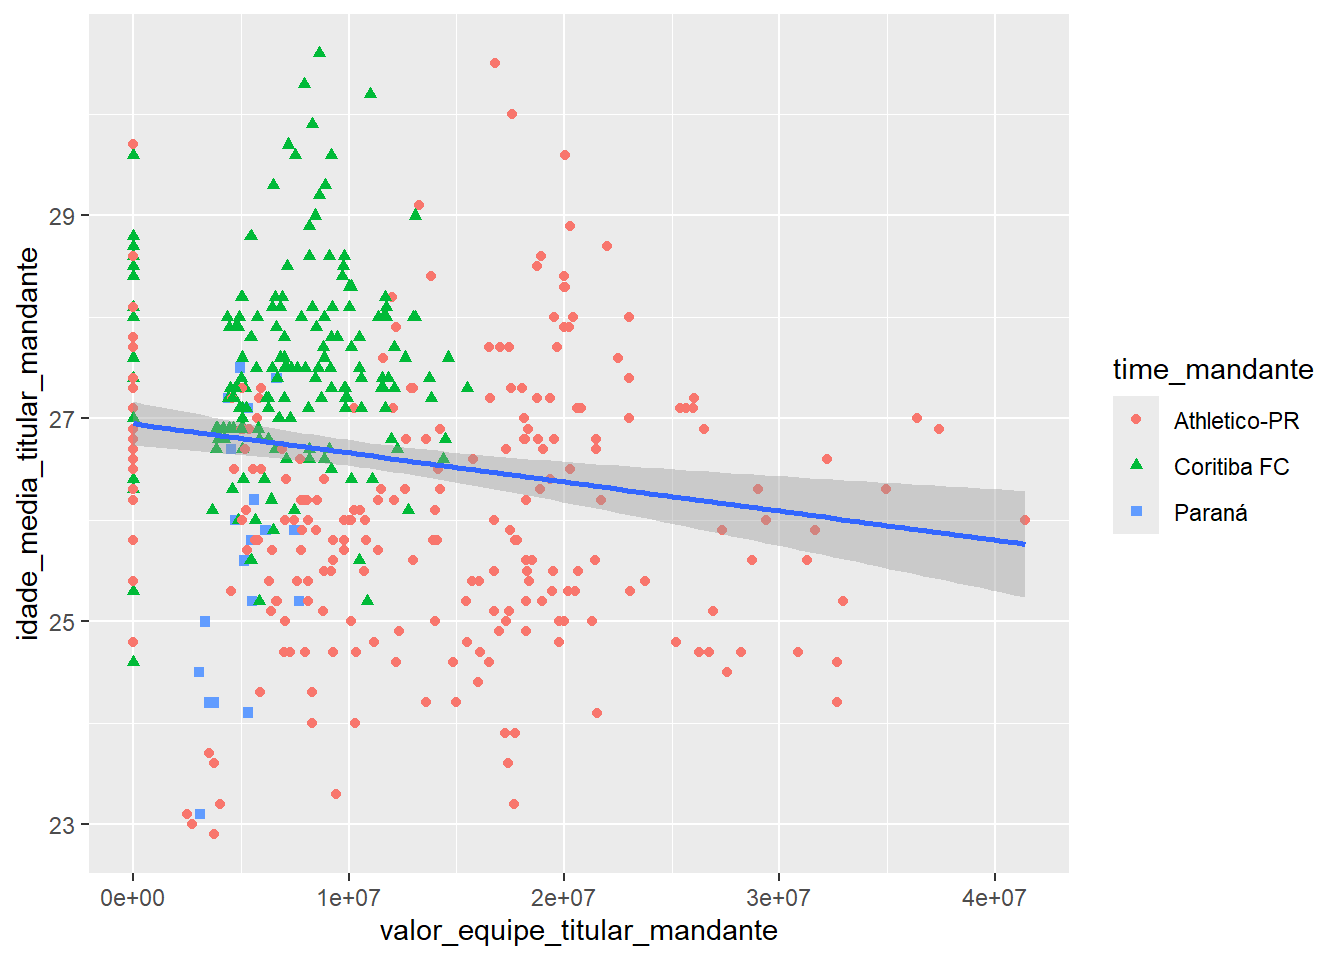 29
27
25
23
idade_media_titular_mandante
0e+00 1e+07 2e+07 3e+07 4e+07
valor_equipe_titular_mandante
time_mandante
Athletico-PR
Coritiba FC
Paraná